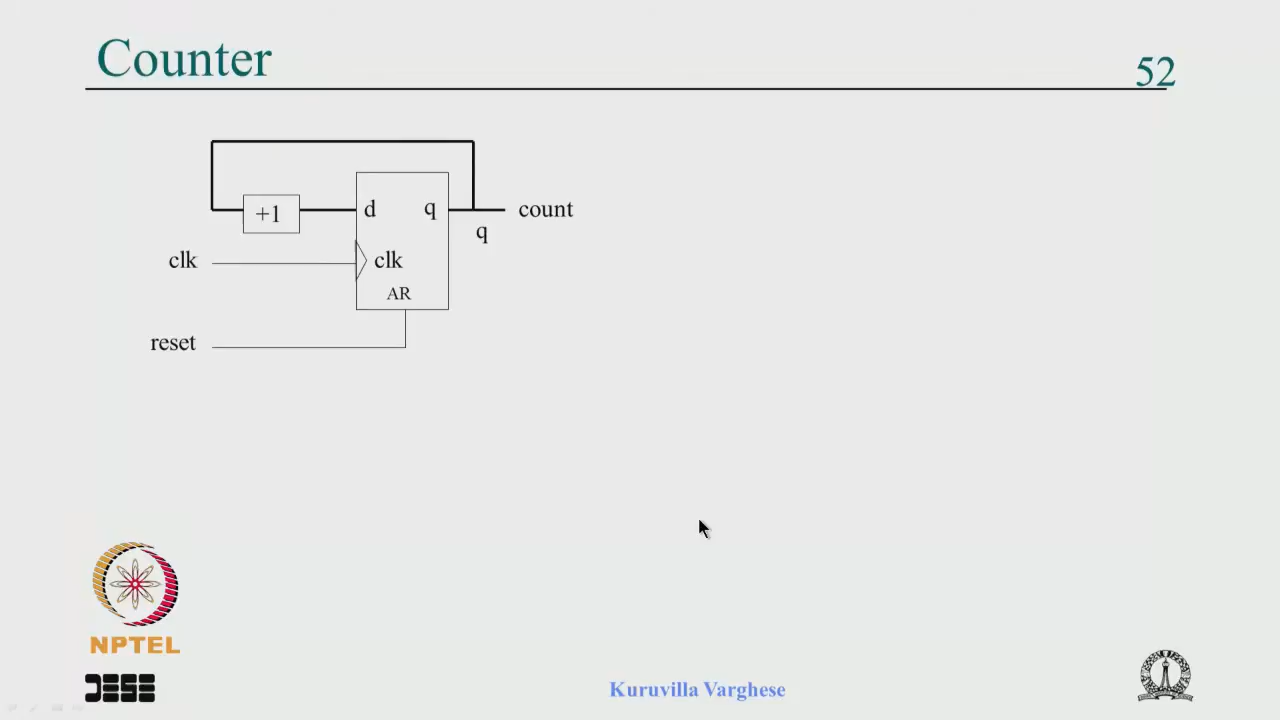 Counter
52
+1
d
q
count
q
clk
clk
AR
reset
NPTEL
Kuruvilla Varghese